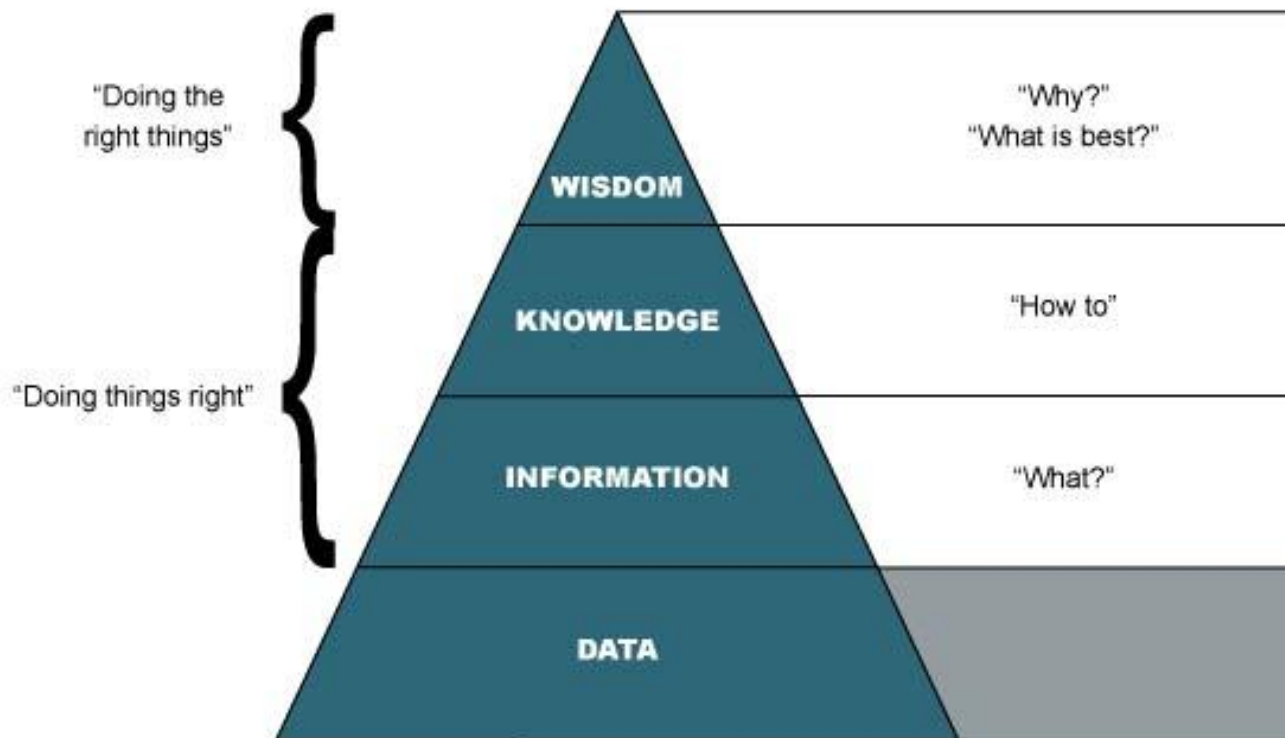 “Doing the
right things”
“Why?”
“What is best?”
WISDOM
KNOWLEDGE
“How to”
“Doing things right”
INFORMATION
“What?”
DATA